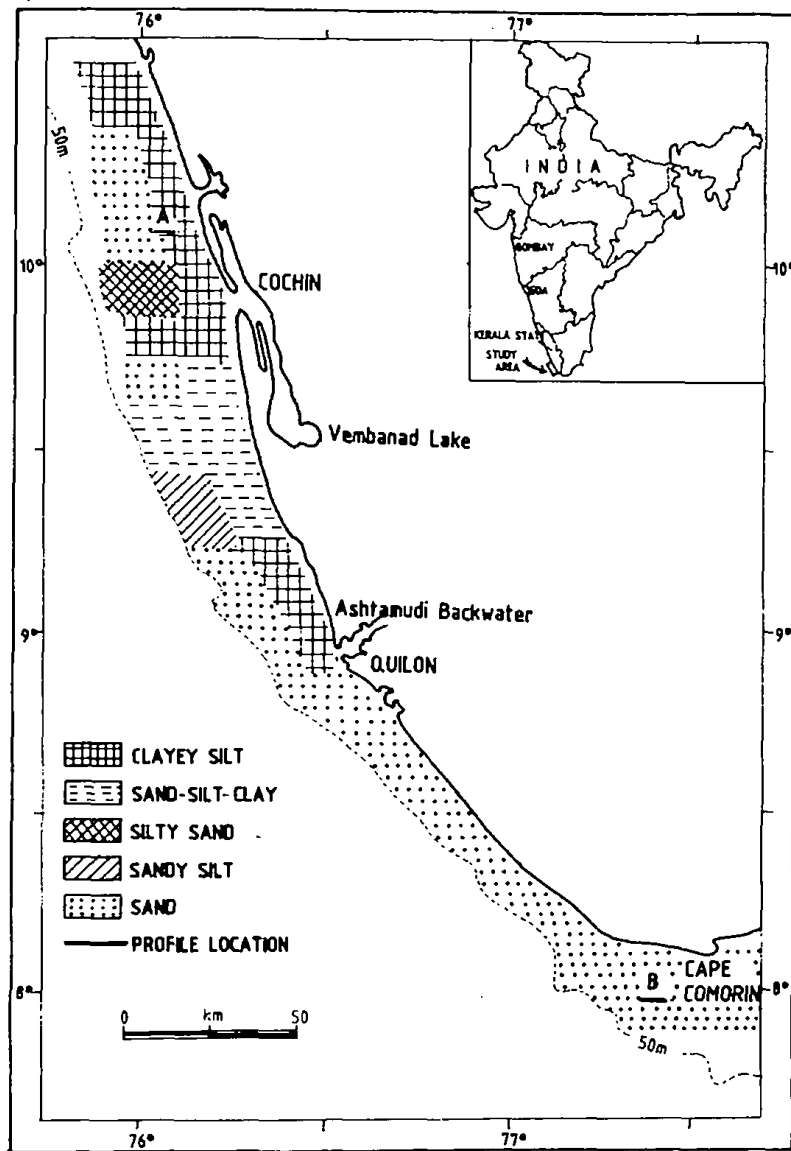 76°
77°
50m
INDIA
BOMBAY
GOA
KERALA STATE
STUDY
AREA
A
10°
10°
COCHIN
Vembanad Lake
9°
9°
Ashtamudi Backwater
QUILON
CLAYEY SILT
SAND-SILT-CLAY
SILTY SAND
SANDY SILT
SAND
PROFILE LOCATION
B
CAPE
COMORIN
8°
8°
0 km 50
50m
76°
77°